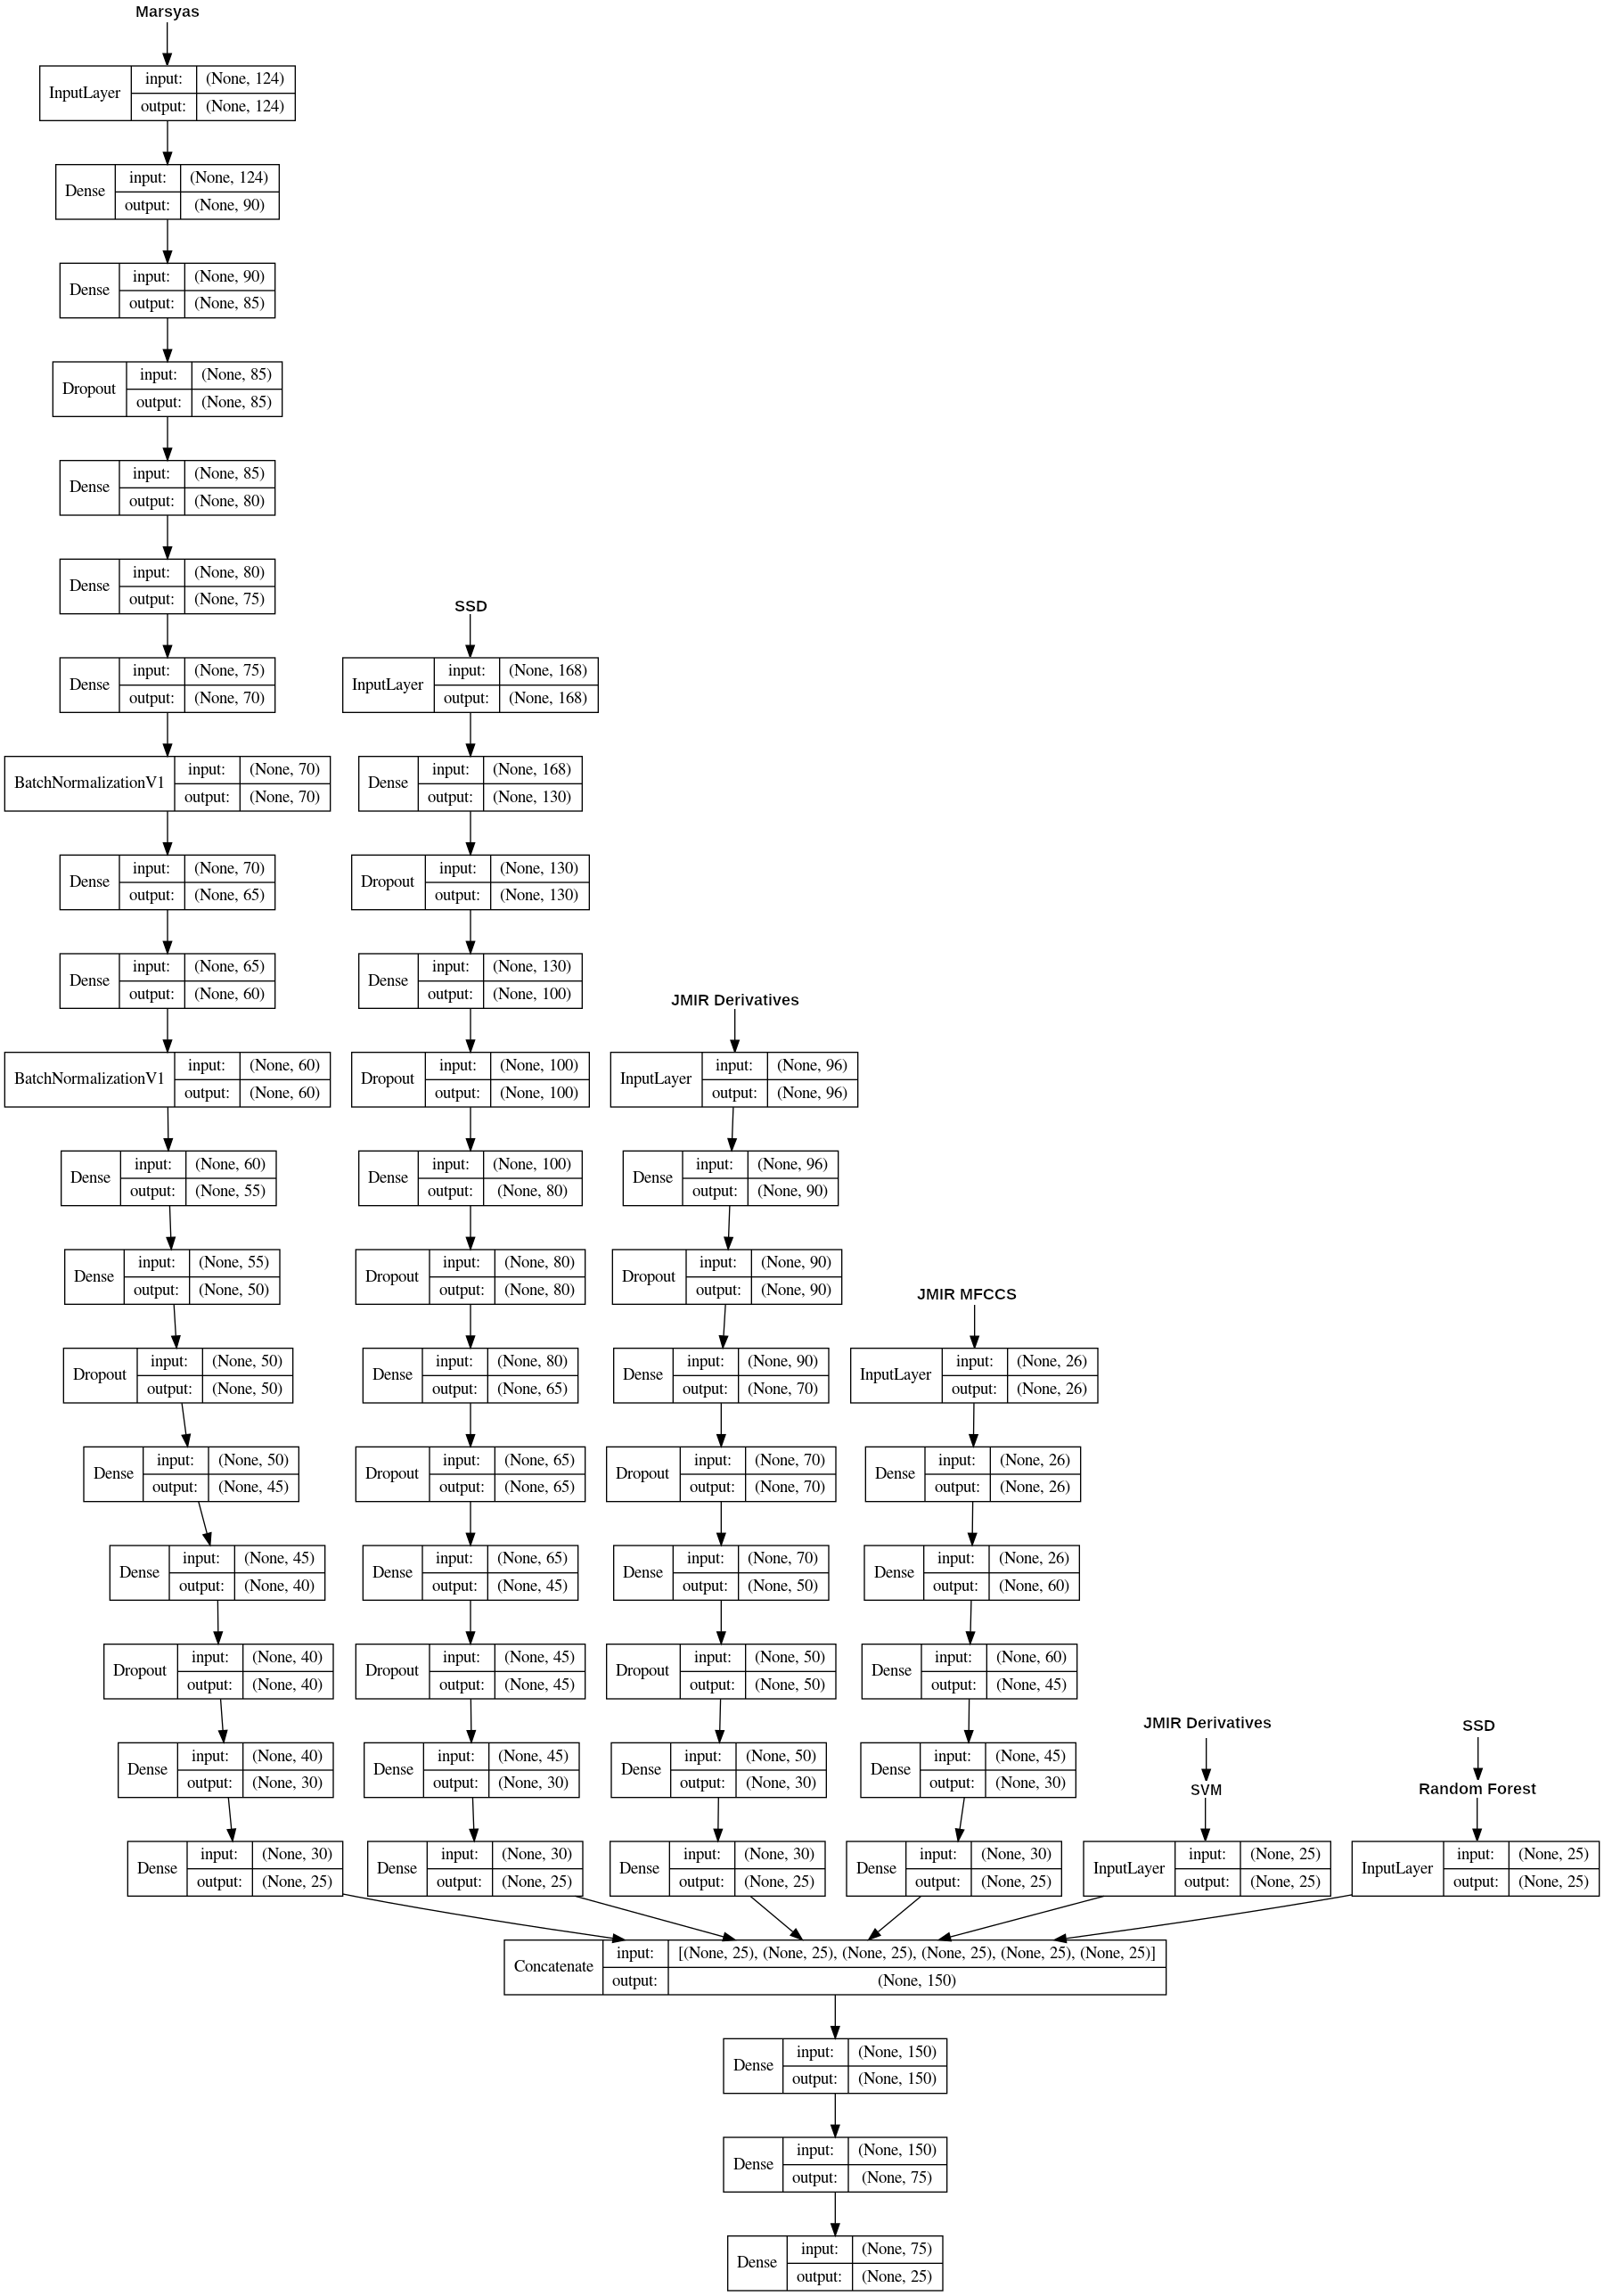 Marsyas
InputLayer input: (None, 124)
output: (None, 124)
Dense input: (None, 124)
output: (None, 90)
Dense input: (None, 90)
output: (None, 85)
Dropout input: (None, 85)
output: (None, 85)
Dense input: (None, 85)
output: (None, 80)
Dense input: (None, 80)
output: (None, 75)
Dense input: (None, 75)
output: (None, 70)
BatchNormalizationV1 input: (None, 70)
output: (None, 70)
Dense input: (None, 70)
output: (None, 65)
Dense input: (None, 65)
output: (None, 60)
BatchNormalizationV1 input: (None, 60)
output: (None, 60)
Dense input: (None, 60)
output: (None, 55)
Dense input: (None, 55)
output: (None, 50)
Dropout input: (None, 50)
output: (None, 50)
Dense input: (None, 50)
output: (None, 45)
Dense input: (None, 45)
output: (None, 40)
Dropout input: (None, 40)
output: (None, 40)
Dense input: (None, 40)
output: (None, 30)
Dense input: (None, 30)
output: (None, 25)
SSD
InputLayer input: (None, 168)
output: (None, 168)
Dense input: (None, 168)
output: (None, 130)
Dropout input: (None, 130)
output: (None, 130)
Dense input: (None, 130)
output: (None, 100)
Dropout input: (None, 100)
output: (None, 100)
Dense input: (None, 100)
output: (None, 80)
Dropout input: (None, 80)
output: (None, 80)
Dense input: (None, 80)
output: (None, 65)
Dropout input: (None, 65)
output: (None, 65)
Dense input: (None, 65)
output: (None, 45)
Dropout input: (None, 45)
output: (None, 45)
Dense input: (None, 45)
output: (None, 30)
Dense input: (None, 30)
output: (None, 25)
JMIR Derivatives
InputLayer input: (None, 96)
output: (None, 96)
Dense input: (None, 96)
output: (None, 90)
Dropout input: (None, 90)
output: (None, 90)
Dense input: (None, 90)
output: (None, 70)
Dropout input: (None, 70)
output: (None, 70)
Dense input: (None, 70)
output: (None, 50)
Dropout input: (None, 50)
output: (None, 50)
Dense input: (None, 50)
output: (None, 30)
Dense input: (None, 30)
output: (None, 25)
JMIR MFCCS
InputLayer input: (None, 26)
output: (None, 26)
Dense input: (None, 26)
output: (None, 26)
Dense input: (None, 26)
output: (None, 60)
Dense input: (None, 60)
output: (None, 45)
Dense input: (None, 45)
output: (None, 30)
Dense input: (None, 30)
output: (None, 25)
JMIR Derivatives
SVM
InputLayer input: (None, 25)
output: (None, 25)
SSD
Random Forest
InputLayer input: (None, 25)
output: (None, 25)
Concatenate input: [(None, 25), (None, 25), (None, 25), (None, 25), (None, 25), (None, 25)]
output: (None, 150)
Dense input: (None, 150)
output: (None, 150)
Dense input: (None, 150)
output: (None, 75)
Dense input: (None, 75)
output: (None, 25)